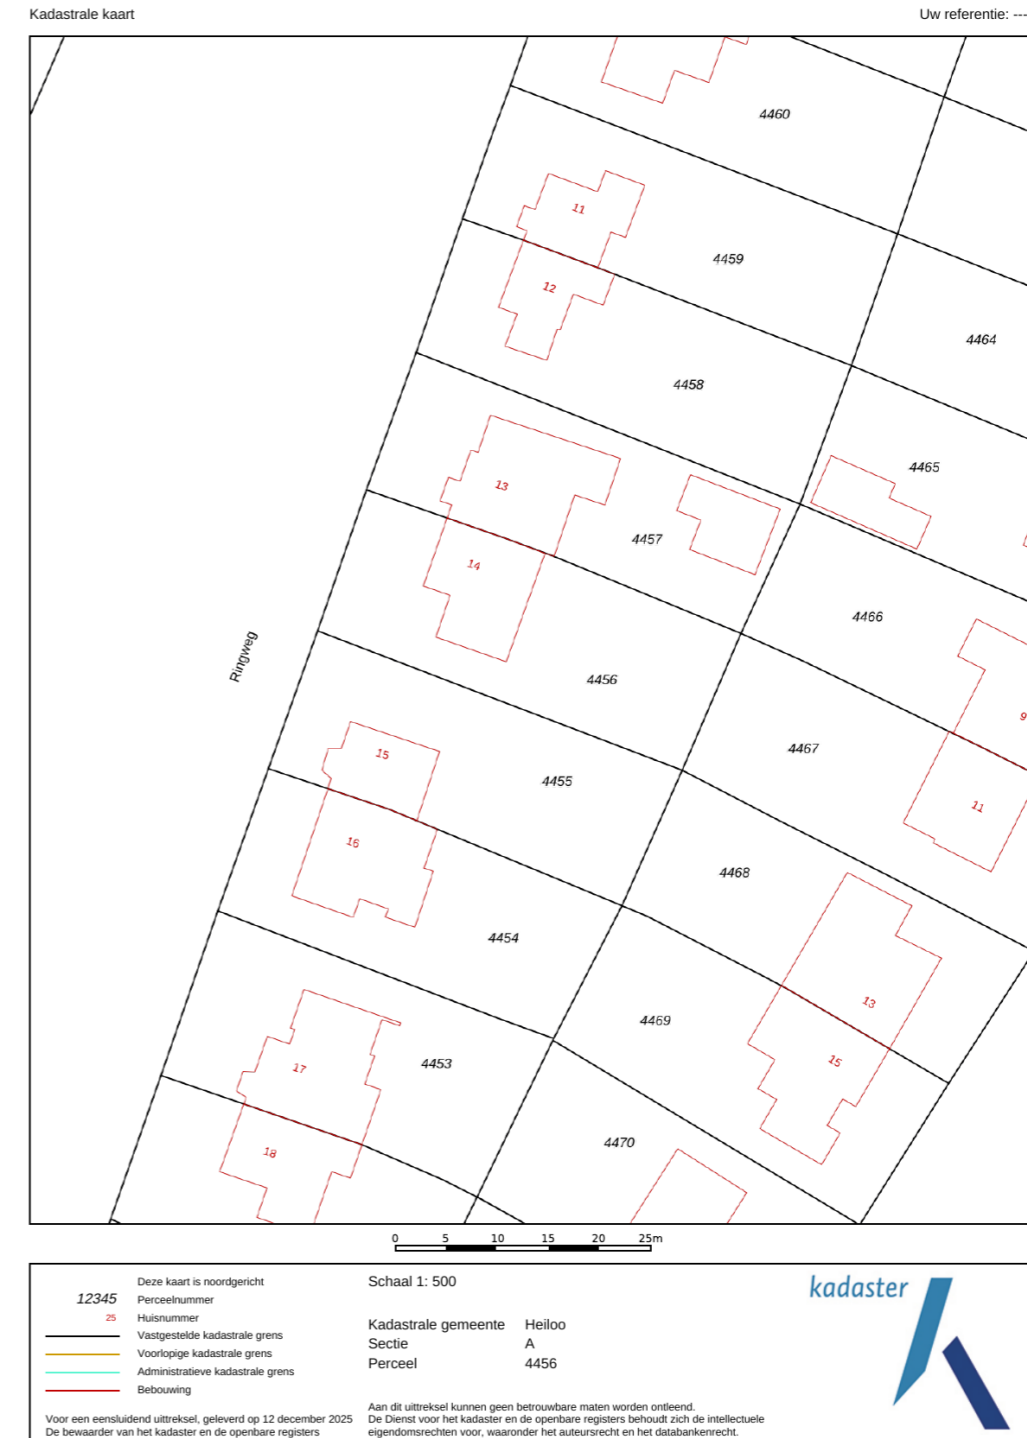 Kadastrale kaart
Uw referentie: ---
4460
11
4459
12
4464
4458
4465
13
4457
14
4466
Ringweg
4456
9
15
4467
4455
11
16
4468
4454
13
4469
15
17
4453
4470
18
0 5 10 15 20 25m
Deze kaart is noordgericht
12345 Perceelnummer
25 Huisnummer
Vastgestelde kadastrale grens
Voorlopige kadastrale grens
Administratieve kadastrale grens
Bebouwing
Voor een eensluidend uittreksel, geleverd op 12 december 2025
De bewaarder van het kadaster en de openbare registers
Schaal 1: 500
Kadastrale gemeente Heiloo
Sectie A
Perceel 4456
Aan dit uittreksel kunnen geen betrouwbare maten worden ontleend.
De Dienst voor het kadaster en de openbare registers behoudt zich de intellectuele
eigendomsrechten voor, waaronder het auteursrecht en het databankenrecht.
kadaster